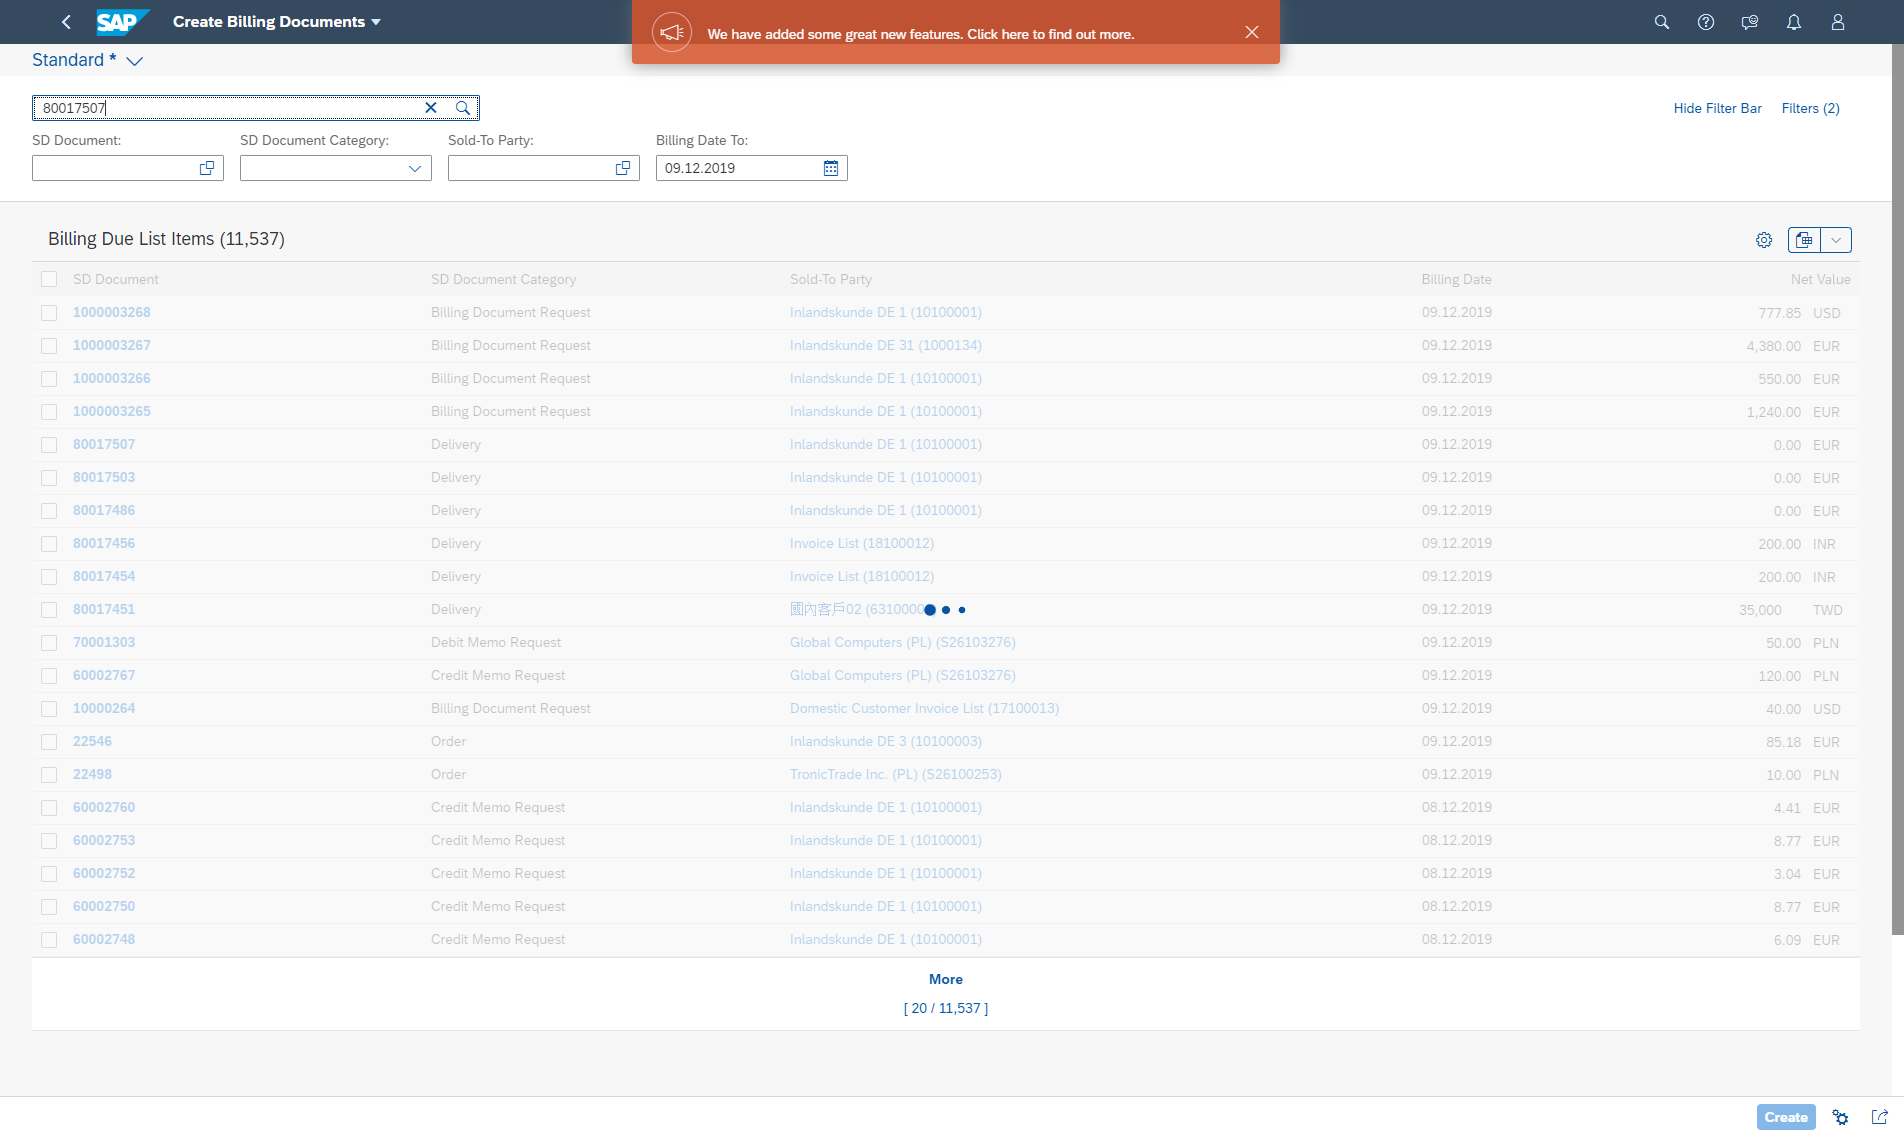 SAP Create Billing Documents
We have added some great new features. Click here to find out more.
Standard *
80017507
Hide Filter Bar Filters (2)
SD Document: SD Document Category: Sold-To Party: Billing Date To:
09.12.2019
Billing Due List Items (11,537)
SD Document SD Document Category Sold-To Party Billing Date Net Value
1000003268 Billing Document Request Inlandskunde DE 1 (10100001) 09.12.2019 777.85 USD
1000003267 Billing Document Request Inlandskunde DE 31 (1000134) 09.12.2019 4,380.00 EUR
1000003266 Billing Document Request Inlandskunde DE 1 (10100001) 09.12.2019 550.00 EUR
1000003265 Billing Document Request Inlandskunde DE 1 (10100001) 09.12.2019 1,240.00 EUR
80017507 Delivery Inlandskunde DE 1 (10100001) 09.12.2019 0.00 EUR
80017503 Delivery Inlandskunde DE 1 (10100001) 09.12.2019 0.00 EUR
80017486 Delivery Inlandskunde DE 1 (10100001) 09.12.2019 0.00 EUR
80017456 Delivery Invoice List (18100012) 09.12.2019 200.00 INR
80017454 Delivery Invoice List (18100012) 09.12.2019 200.00 INR
80017451 Delivery 國內客戶02 09.12.2019 35,000 TWD
70001303 Debit Memo Request Global Computers (PL) (S26103276) 09.12.2019 50.00 PLN
60002767 Credit Memo Request Global Computers (PL) (S26103276) 09.12.2019 120.00 PLN
10000264 Billing Document Request Domestic Customer Invoice List (17100013) 09.12.2019 40.00 USD
22546 Order Inlandskunde DE 3 (10100003) 09.12.2019 85.18 EUR
22498 Order TronicTrade Inc. (PL) (S26100253) 09.12.2019 10.00 PLN
60002760 Credit Memo Request Inlandskunde DE 1 (10100001) 08.12.2019 4.41 EUR
60002753 Credit Memo Request Inlandskunde DE 1 (10100001) 08.12.2019 8.77 EUR
60002752 Credit Memo Request Inlandskunde DE 1 (10100001) 08.12.2019 3.04 EUR
60002750 Credit Memo Request Inlandskunde DE 1 (10100001) 08.12.2019 8.77 EUR
60002748 Credit Memo Request Inlandskunde DE 1 (10100001) 08.12.2019 6.09 EUR
More
[ 20 / 11,537 ]
Create